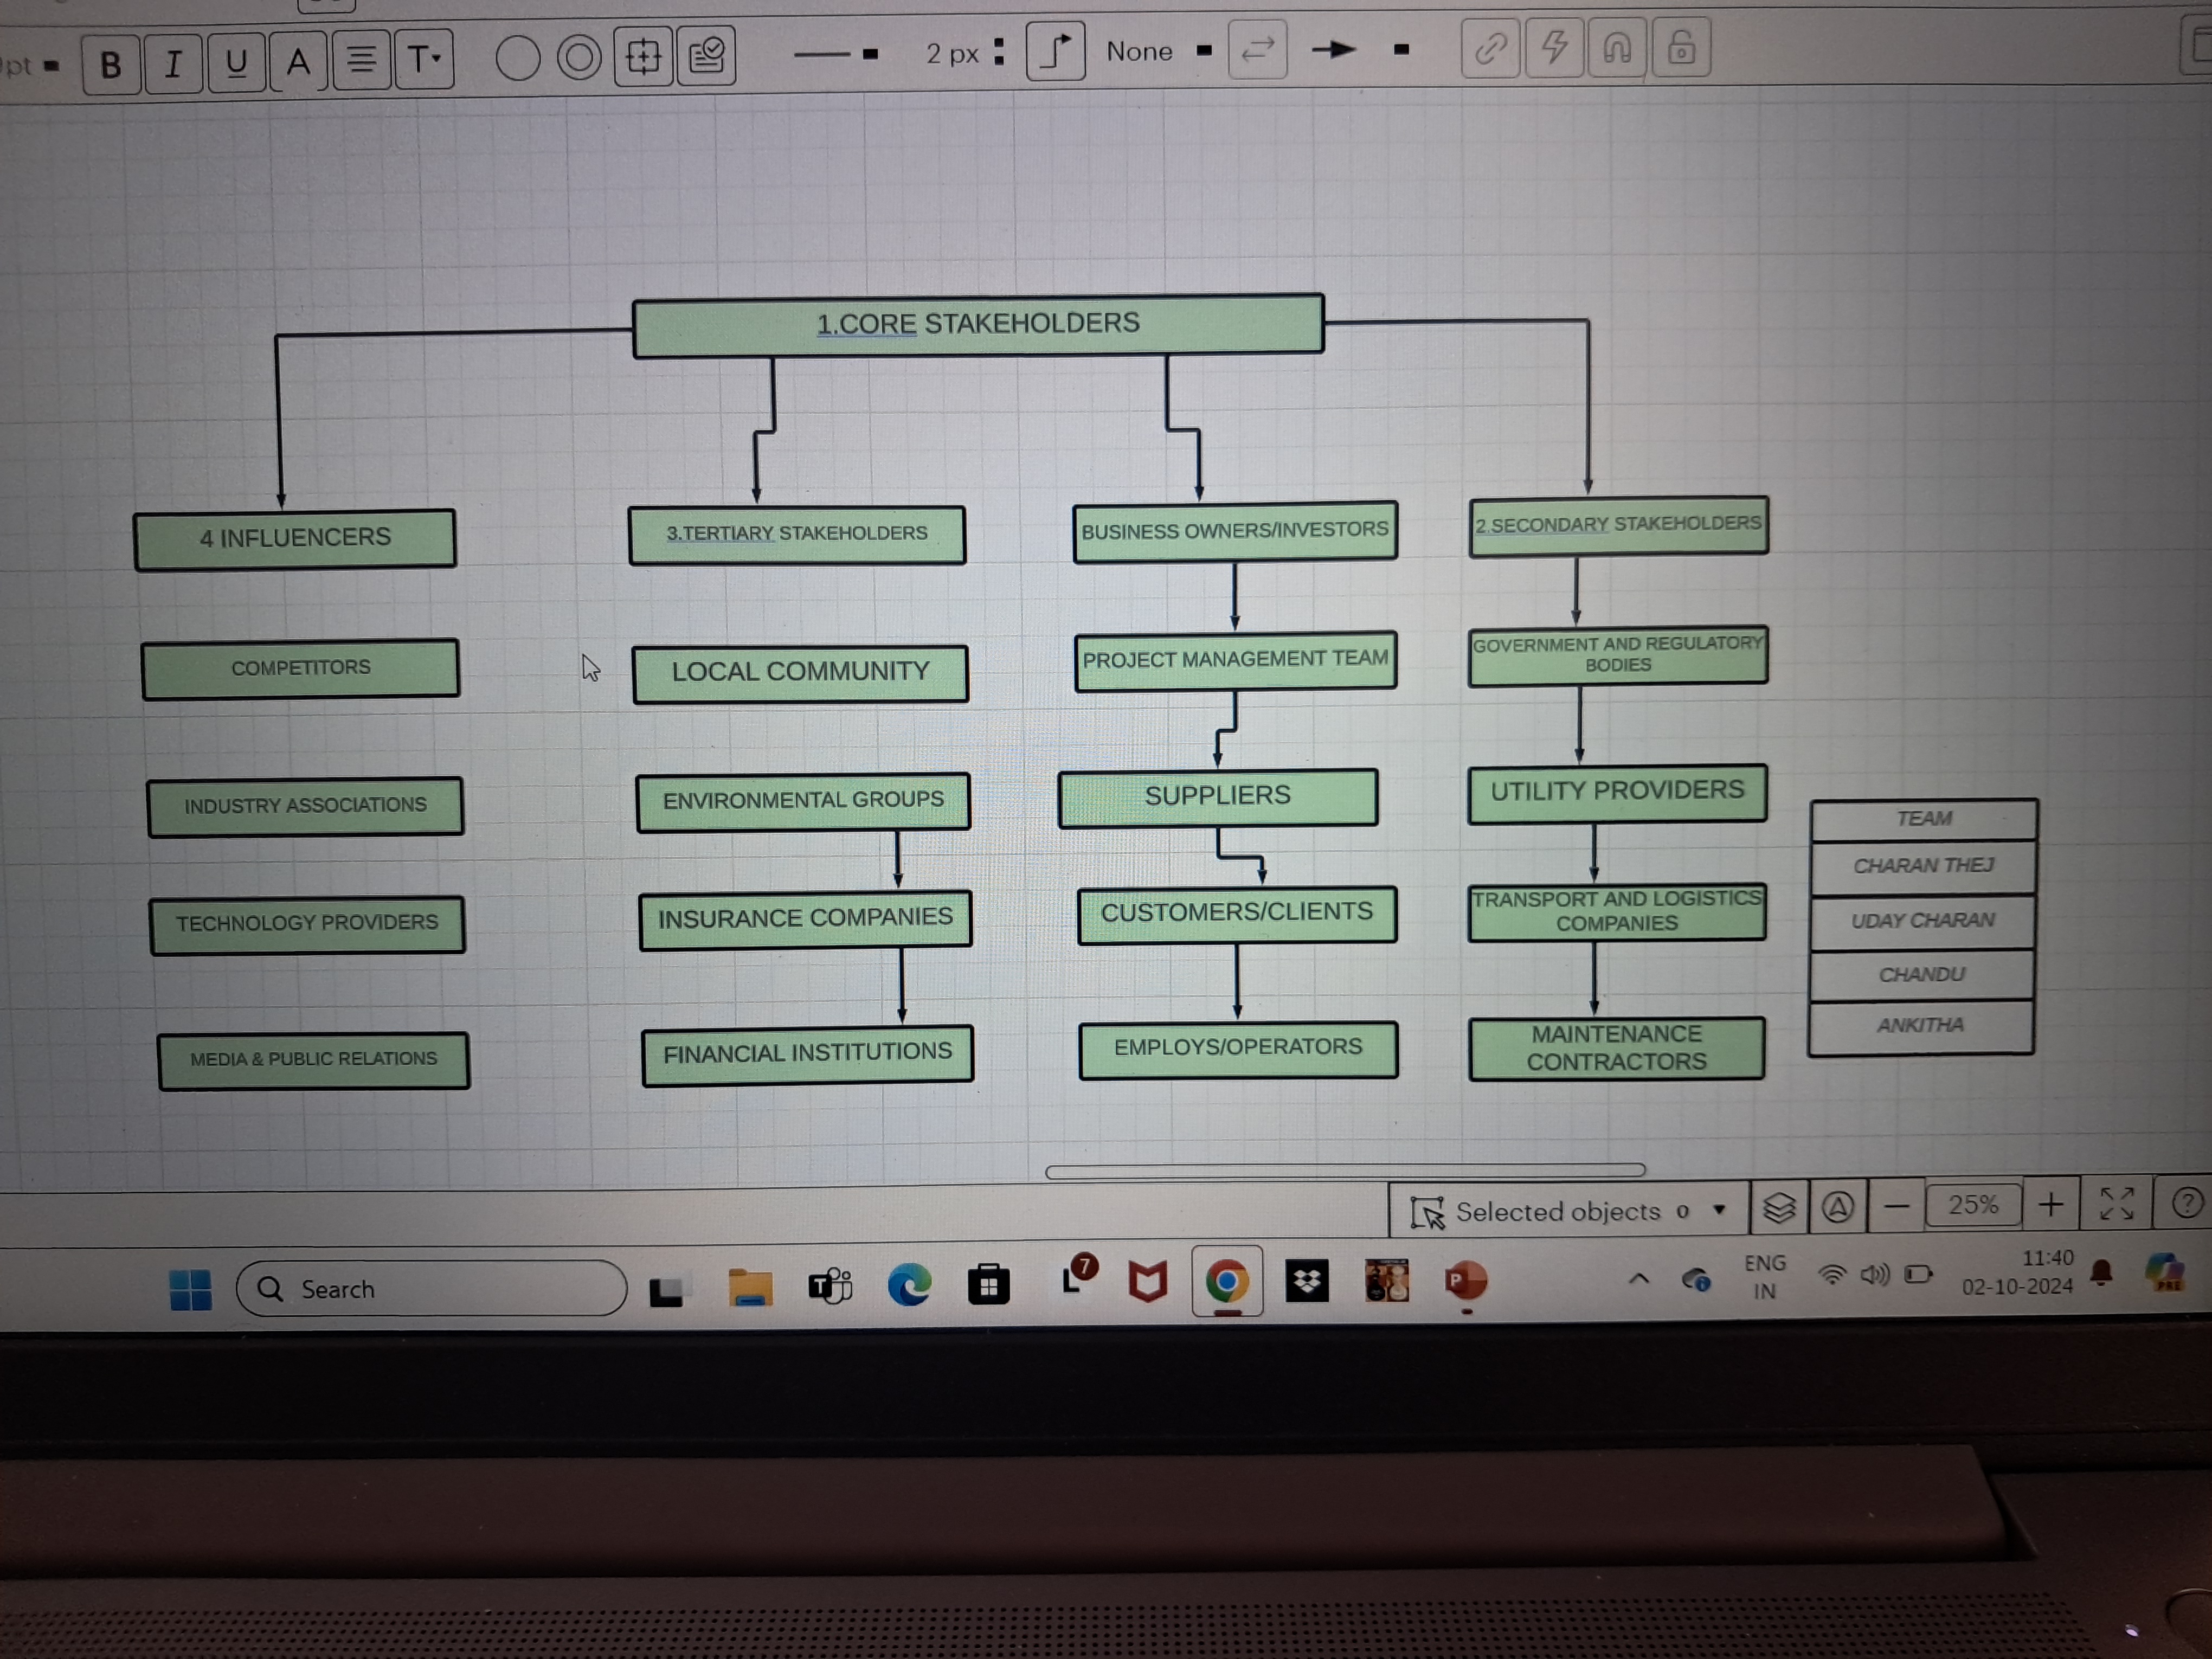 pt
B
I
U
A
T
2 px
None
1.CORE STAKEHOLDERS
4 INFLUENCERS
3.TERTIARY STAKEHOLDERS
BUSINESS OWNERS/INVESTORS
2.SECONDARY STAKEHOLDERS
COMPETITORS
LOCAL COMMUNITY
PROJECT MANAGEMENT TEAM
GOVERNMENT AND REGULATORY
BODIES
INDUSTRY ASSOCIATIONS
ENVIRONMENTAL GROUPS
SUPPLIERS
UTILITY PROVIDERS
TECHNOLOGY PROVIDERS
INSURANCE COMPANIES
CUSTOMERS/CLIENTS
TRANSPORT AND LOGISTICS
COMPANIES
MEDIA & PUBLIC RELATIONS
FINANCIAL INSTITUTIONS
EMPLOYS/OPERATORS
MAINTENANCE
CONTRACTORS
TEAM
CHARAN THEJ
UDAY CHARAN
CHANDU
ANKITHA
Selected objects 0
25%
Search
7
ENG
IN
11:40
02-10-2024
PRE